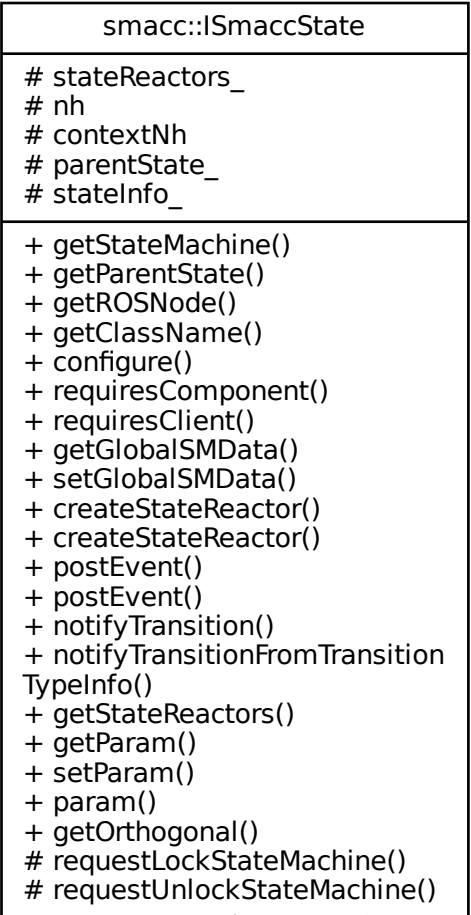 smacc::ISmaccState
# stateReactors_
# nh
# contextNh
# parentState_
# stateInfo_
+ getStateMachine()
+ getParentState()
+ getROSNode()
+ getClassName()
+ configure()
+ requiresComponent()
+ requiresClient()
+ getGlobalSMData()
+ setGlobalSMData()
+ createStateReactor()
+ createStateReactor()
+ postEvent()
+ postEvent()
+ notifyTransition()
+ notifyTransitionFromTransition
TypeInfo()
+ getStateReactors()
+ getParam()
+ setParam()
+ param()
+ getOrthogonal()
# requestLockStateMachine()
# requestUnlockStateMachine()